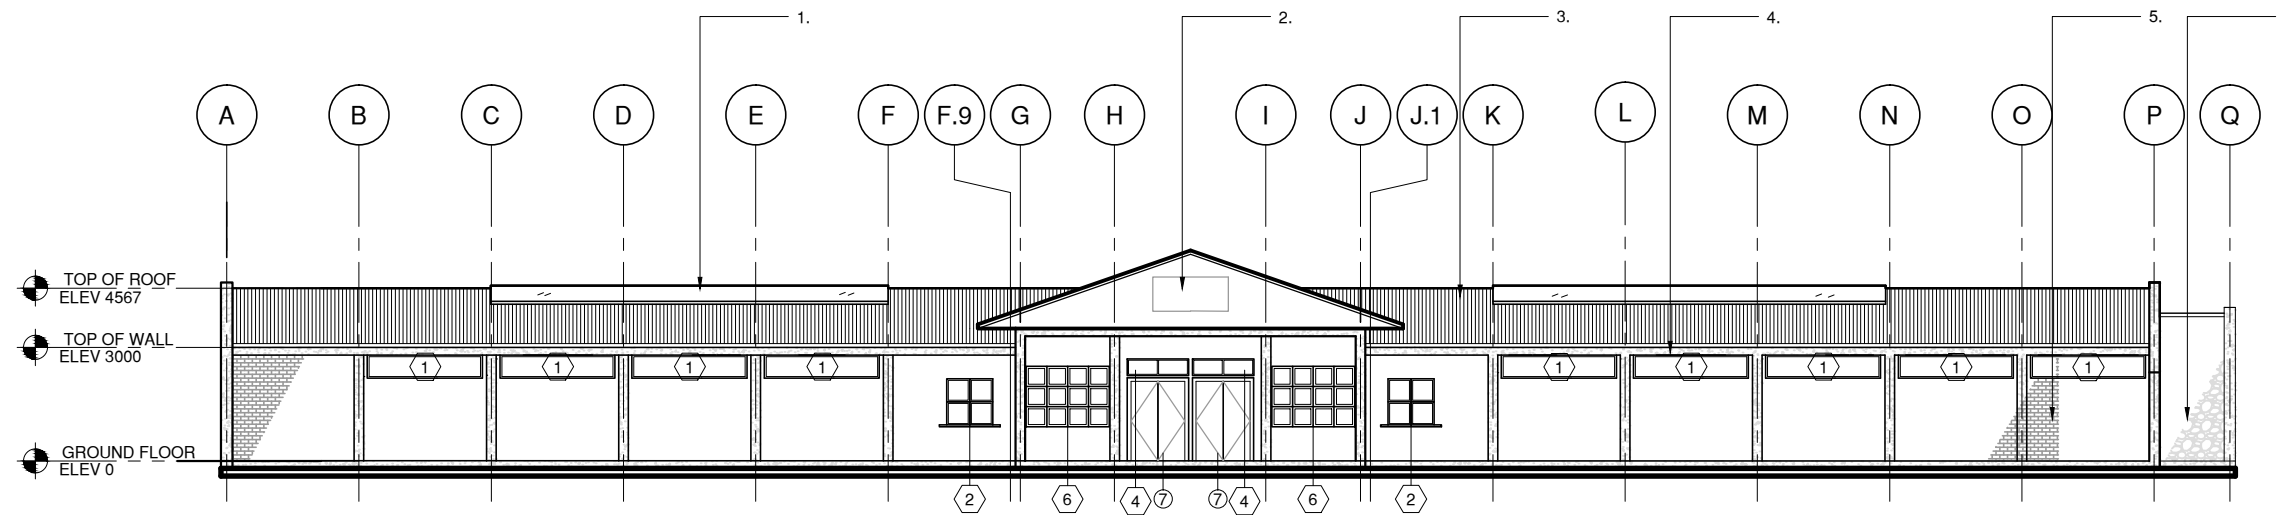 1.
2.
3.
4.
5.
A B C D E F F.9 G H I J J.1 K L M N O P Q
TOP OF ROOF
ELEV 4567
TOP OF WALL
ELEV 3000
1 1 1 1 1 1 1 1 1
GROUND FLOOR
ELEV 0
2 6 4 7 7 4 6 2